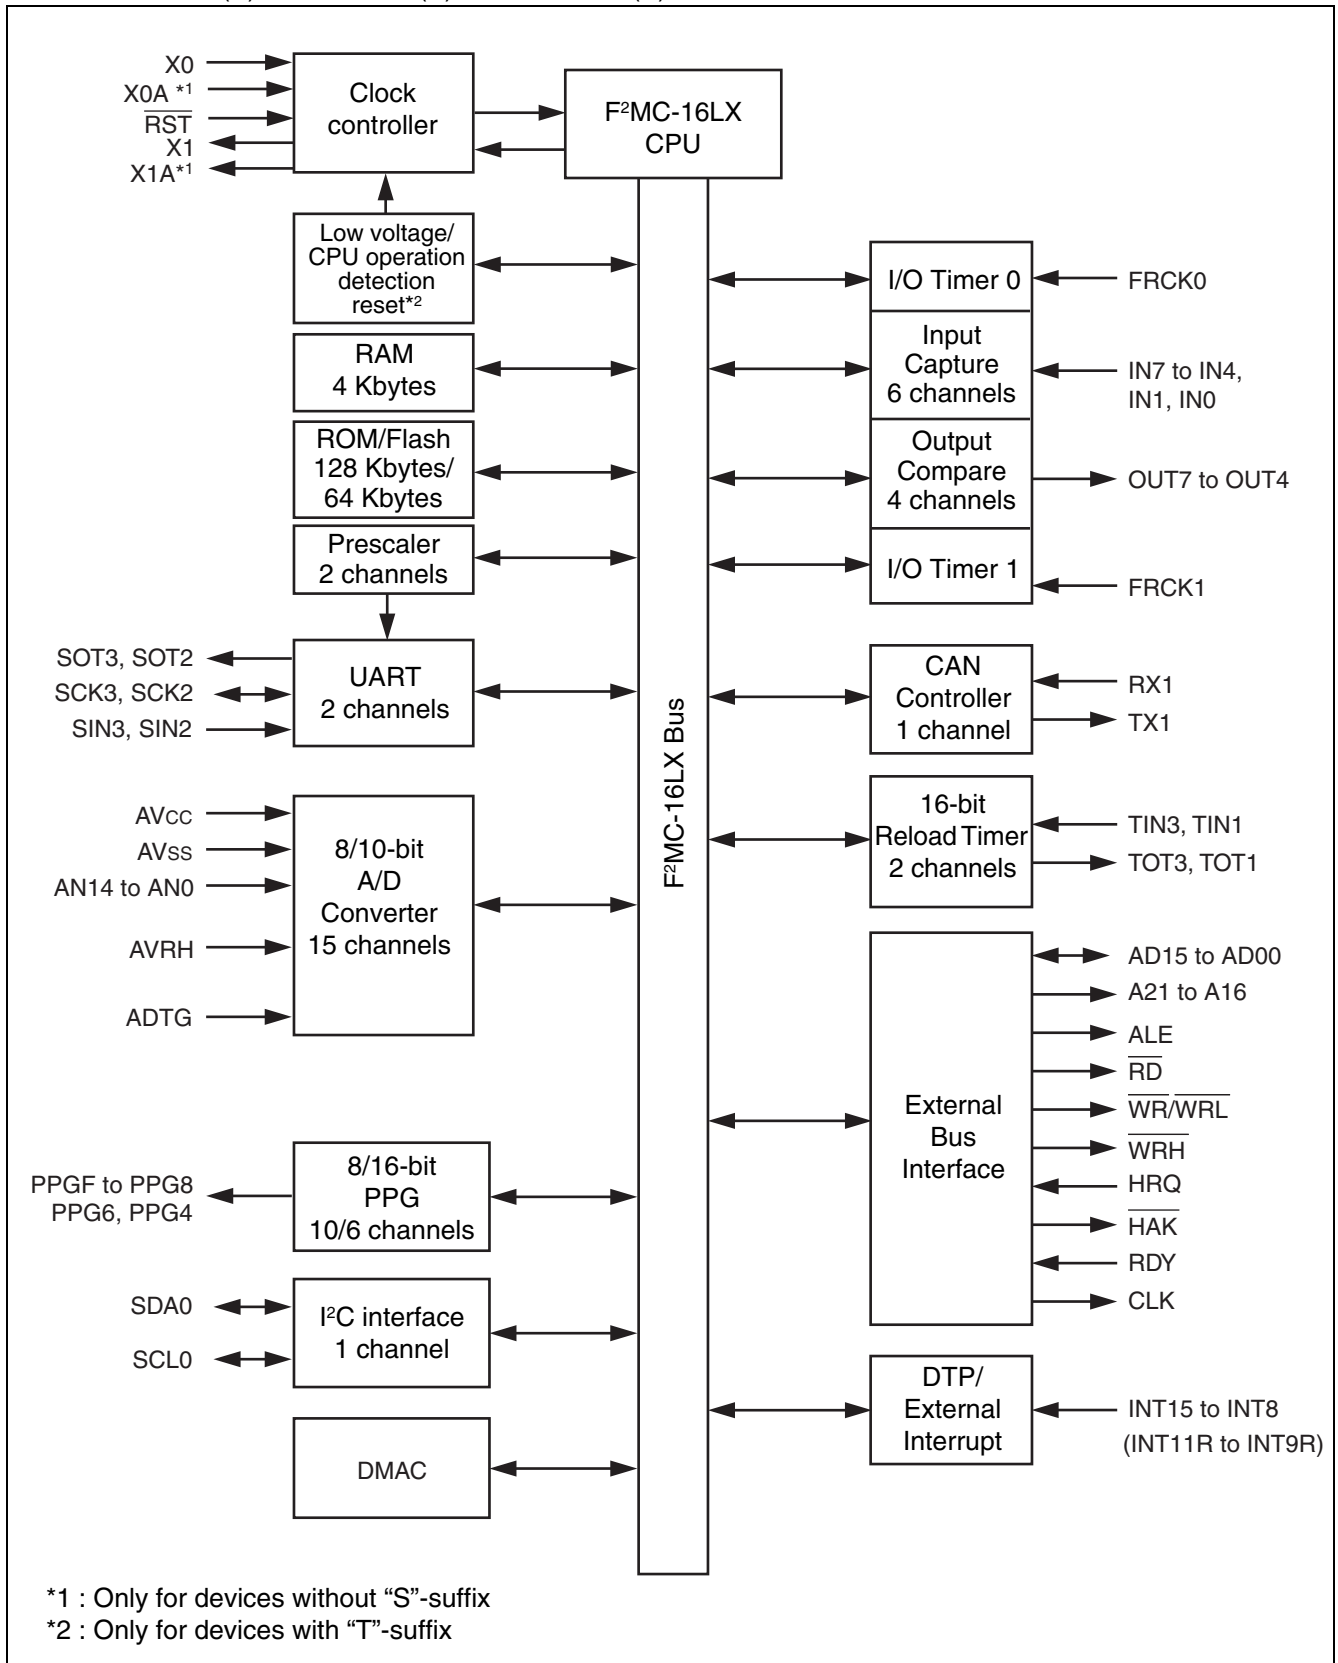 X0
X0A *1
RST
X1
X1A*1
Clock
controller
F²MC-16LX
CPU
Low voltage/
CPU operation
detection
reset*2
RAM
4 Kbytes
ROM/Flash
128 Kbytes/
64 Kbytes
Prescaler
2 channels
SOT3, SOT2
SCK3, SCK2
SIN3, SIN2
UART
2 channels
AVCC
AVSS
AN14 to AN0
AVRH
ADTG
8/10-bit
A/D
Converter
15 channels
PPGF to PPG8
PPG6, PPG4
8/16-bit
PPG
10/6 channels
SDA0
SCL0
I²C interface
1 channel
DMAC
F²MC-16LX Bus
I/O Timer 0
FRCK0
Input
Capture
6 channels
IN7 to IN4,
IN1, IN0
Output
Compare
4 channels
OUT7 to OUT4
I/O Timer 1
FRCK1
CAN
Controller
1 channel
RX1
TX1
16-bit
Reload Timer
2 channels
TIN3, TIN1
TOT3, TOT1
External
Bus
Interface
AD15 to AD00
A21 to A16
ALE
RD
WR/WRL
WRH
HRQ
HAK
RDY
CLK
DTP/
External
Interrupt
INT15 to INT8
(INT11R to INT9R)
*1 : Only for devices without “S”-suffix
*2 : Only for devices with “T”-suffix